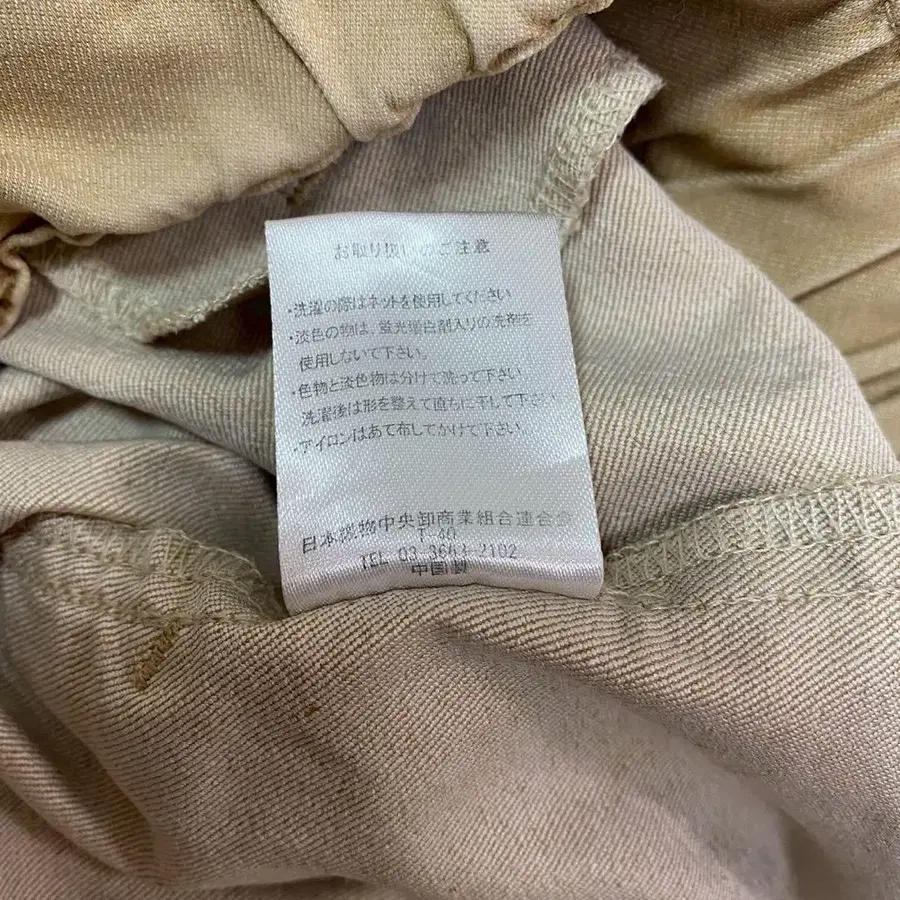 お取り扱いのご注意
・洗濯の際はネットを使用してください
・淡色の物は、蛍光増白剤入りの洗剤を
使用しないで下さい。
・色物と淡色物は分けて洗って下さい
洗濯後は形を整えて直ちに干して下さい
・アイロンはあて布してかけて下さい
日本織物中央卸商業組合連合会
T-40
TEL 03-3663-2102
中国製